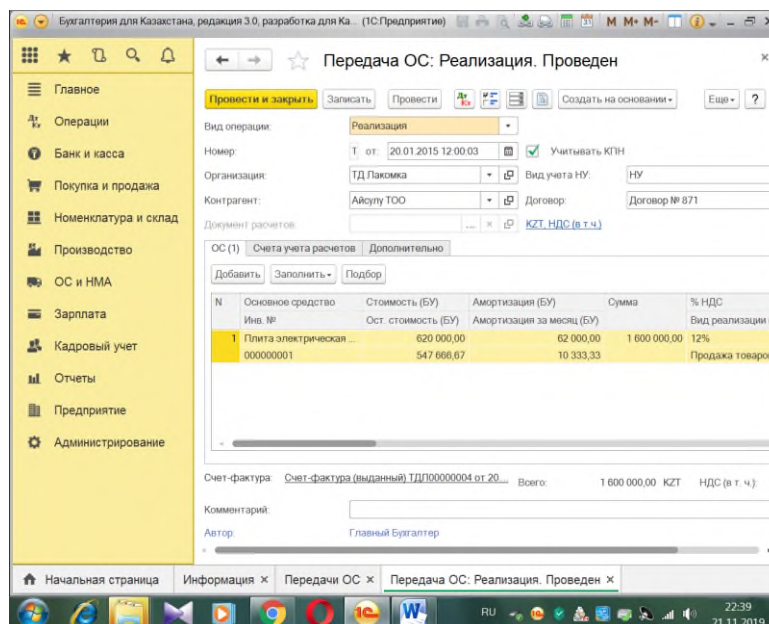 Бухгалтерия для Казахстана, редакция 3.0, разработка для Ка... (1С:Предприятие) M M+ M-
Главное
Операции
Банк и касса
Покупка и продажа
Номенклатура и склад
Производство
ОС и НМА
Зарплата
Кадровый учет
Отчеты
Предприятие
Администрирование
Передача ОС: Реализация. Проведен
Провести и закрыть Записать Провести Создать на основании Еще ?
Вид операции: Реализация
Номер: Т от: 20.01.2015 12:00:03 Учитывать КПН
Организация: ТД Лакомка Вид учета НУ: НУ
Контрагент: Айсулу ТОО Договор: Договор № 871
Документ расчетов: ... KZT, НДС (в т.ч.)
ОС (1) Счета учета расчетов Дополнительно
Добавить Заполнить Подбор
N Основное средство Стоимость (БУ) Амортизация (БУ) Сумма % НДС
Инв. № Ост. стоимость (БУ) Амортизация за месяц (БУ) Вид реализации
1 Плита электрическая ... 620 000,00 62 000,00 1 600 000,00 12%
000000001 547 666,67 10 333,33 Продажа товаро
Счет-фактура: Счет-фактура (выданный) ТДЛ00000004 от 20.... Всего: 1 600 000,00 KZT НДС (в т. ч.):
Комментарий:
Автор: Главный Бухгалтер
Начальная страница Информация × Передачи ОС × Передача ОС: Реализация. Проведен ×
RU 22:39
21.11.2019